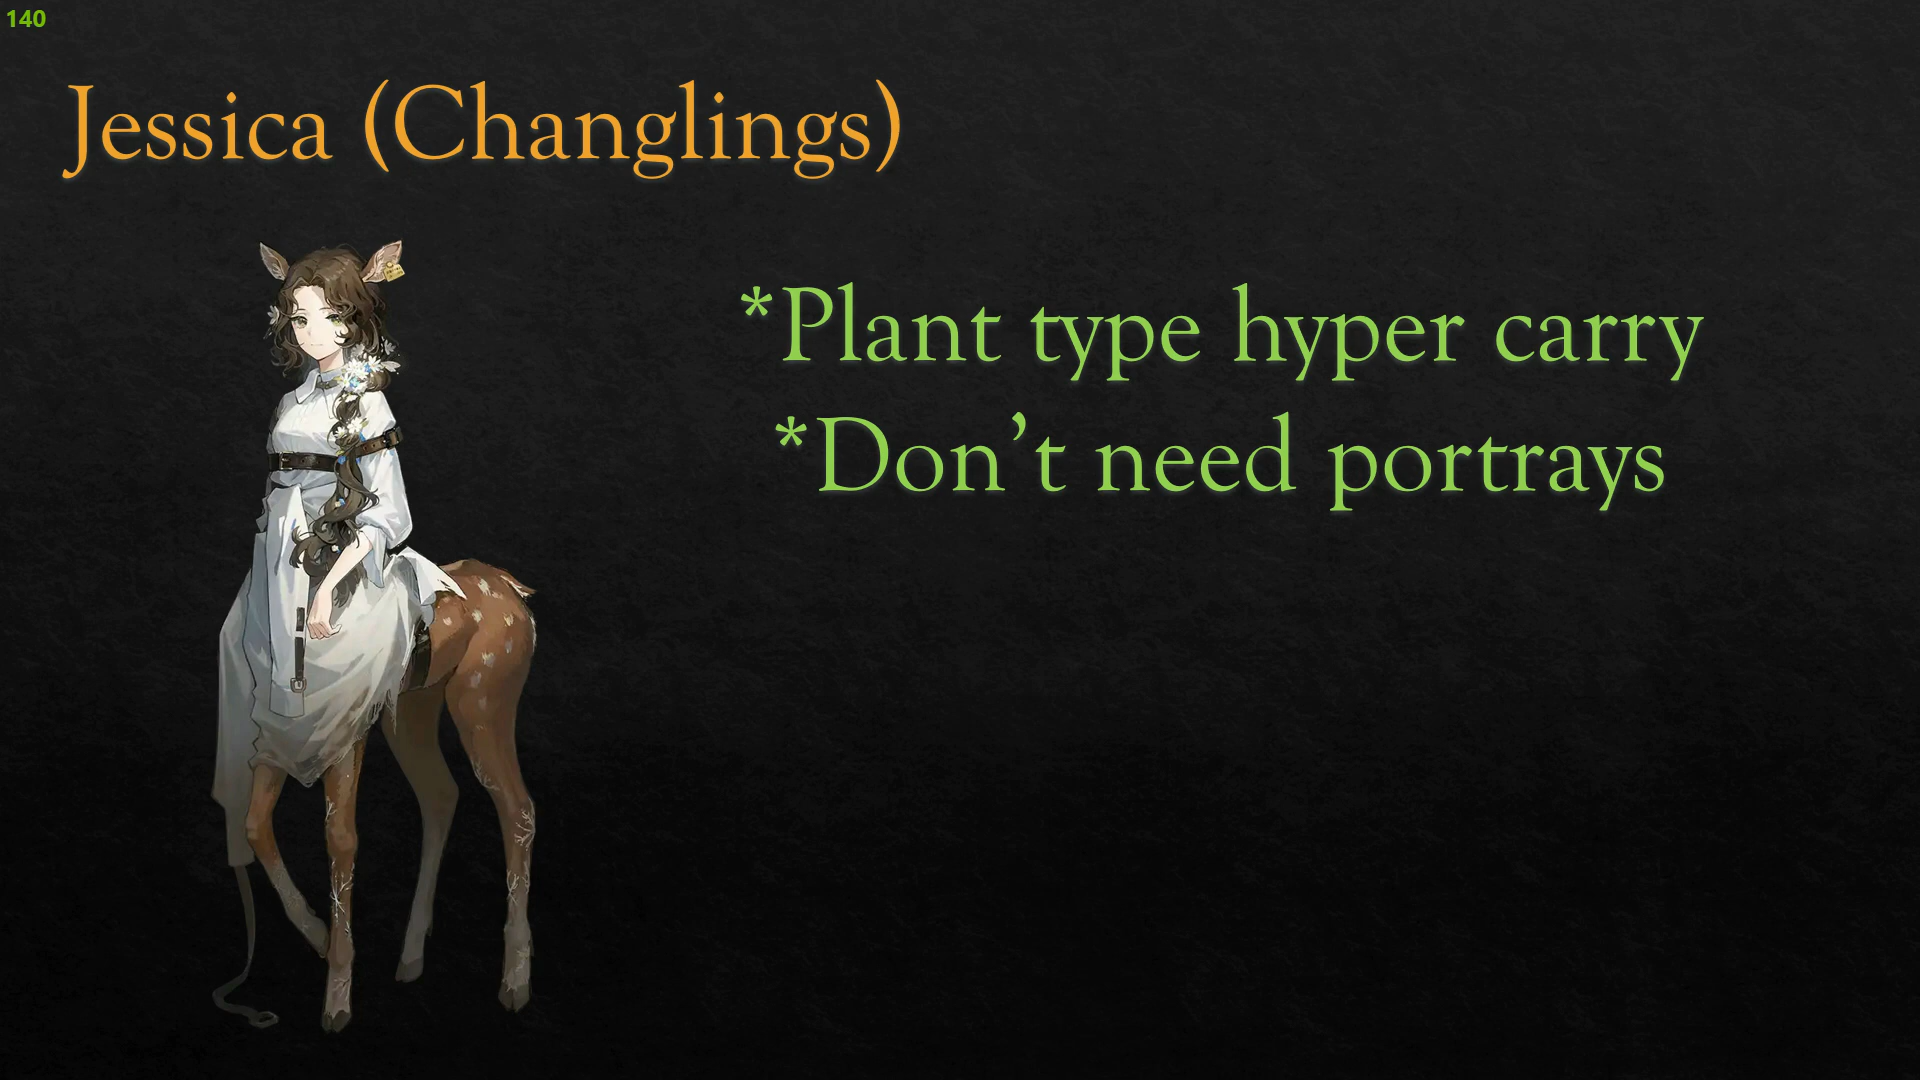 140
Jessica (Changlings)
*Plant type hyper carry
*Don’t need portrays